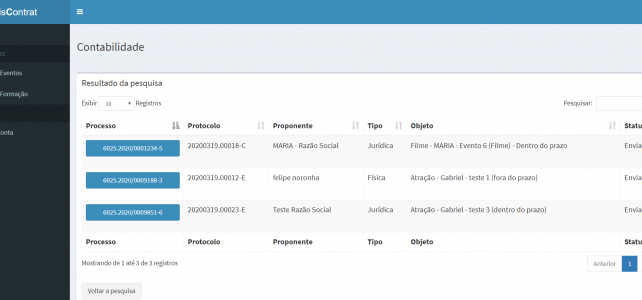 isContrat
Eventos
Formação
onta
Contabilidade
Resultado da pesquisa
Exibir 10 Registros Pesquisar:
Processo Protocolo Proponente Tipo Objeto Statu
6025.2020/0001234-5 20200319.00018-C MARIA - Razão Social Jurídica Filme - MARIA - Evento 6 (Filme) - Dentro do prazo Envia
6025.2020/0009188-3 20200319.00012-E felipe noronha Física Atração - Gabriel - teste 1 (fora do prazo) Envia
6025.2020/0009851-6 20200319.00023-E Teste Razão Social Jurídica Atração - Gabriel - teste 3 (dentro do prazo) Envia
Processo Protocolo Proponente Tipo Objeto Statu
Mostrando de 1 até 3 de 3 registros
Anterior 1
Voltar a pesquisa